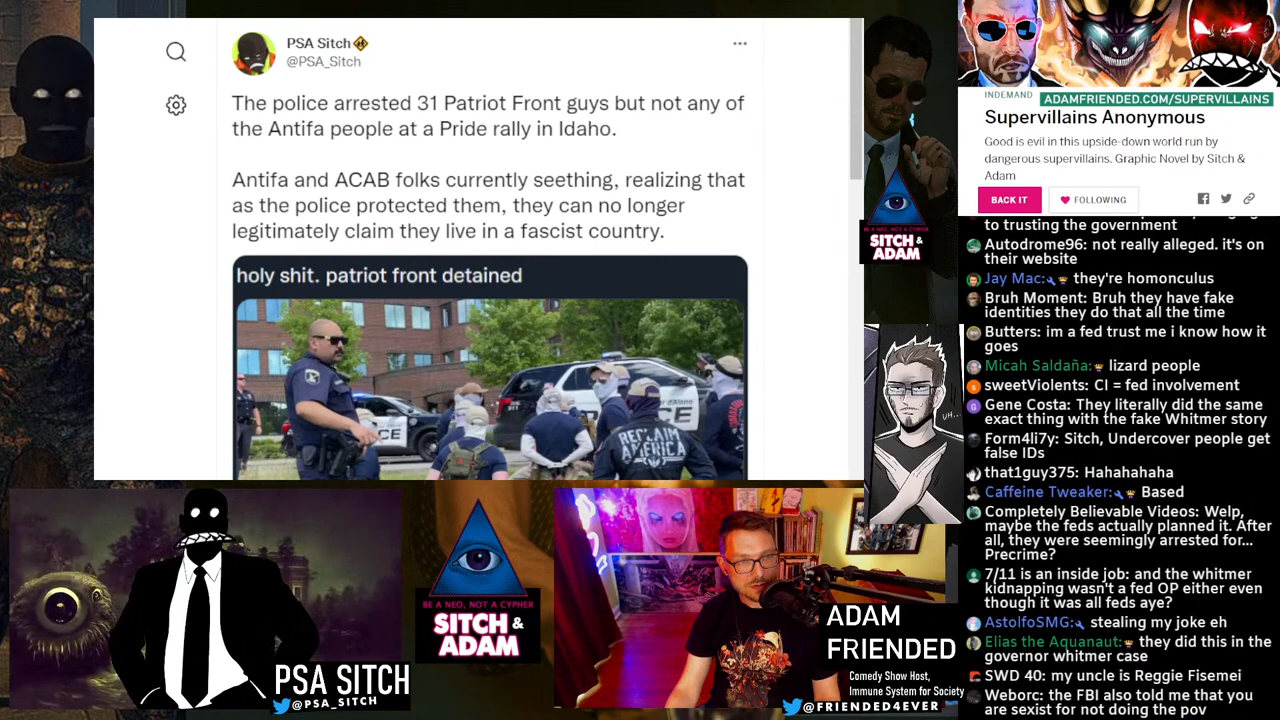 PSA Sitch
@PSA_Sitch
The police arrested 31 Patriot Front guys but not any of
the Antifa people at a Pride rally in Idaho.
Antifa and ACAB folks currently seething, realizing that
as the police protected them, they can no longer
legitimately claim they live in a fascist country.
holy shit. patriot front detained
RECLAIM
AMERICA
BE A NEO, NOT A CYPHER
SITCH &
ADAM
UH..
INDEMAND
ADAMFRIENDED.COM/SUPERVILLAINS
Supervillains Anonymous
Good is evil in this upside-down world run by
dangerous supervillains. Graphic Novel by Sitch &
Adam
BACK IT
FOLLOWING
to trusting the government
Autodrome96: not really alleged. it's on
their website
Jay Mac: they're homonculus
Bruh Moment: Bruh they have fake
identities they do that all the time
Butters: im a fed trust me i know how it
goes
Micah Saldaña: lizard people
sweetViolents: CI = fed involvement
Gene Costa: They literally did the same
exact thing with the fake Whitmer story
Form4li7y: Sitch, Undercover people get
false IDs
that1guy375: Hahahahaha
Caffeine Tweaker: Based
Completely Believable Videos: Welp,
maybe the feds actually planned it. After
all, they were seemingly arrested for...
Precrime?
7/11 is an inside job: and the whitmer
kidnapping wasn't a fed OP either even
though it was all feds aye?
AstolfoSMG: stealing my joke eh
Elias the Aquanaut: they did this in the
governor whitmer case
SWD 40: my uncle is Reggie Fisemei
Weborc: the FBI also told me that you
are sexist for not doing the pov
PSA SITCH
@PSA_SITCH
BE A NEO, NOT A CYPHER
SITCH &
ADAM
ADAM
FRIENDED
Comedy Show Host,
Immune System for Society
@FRIENDED4EVER